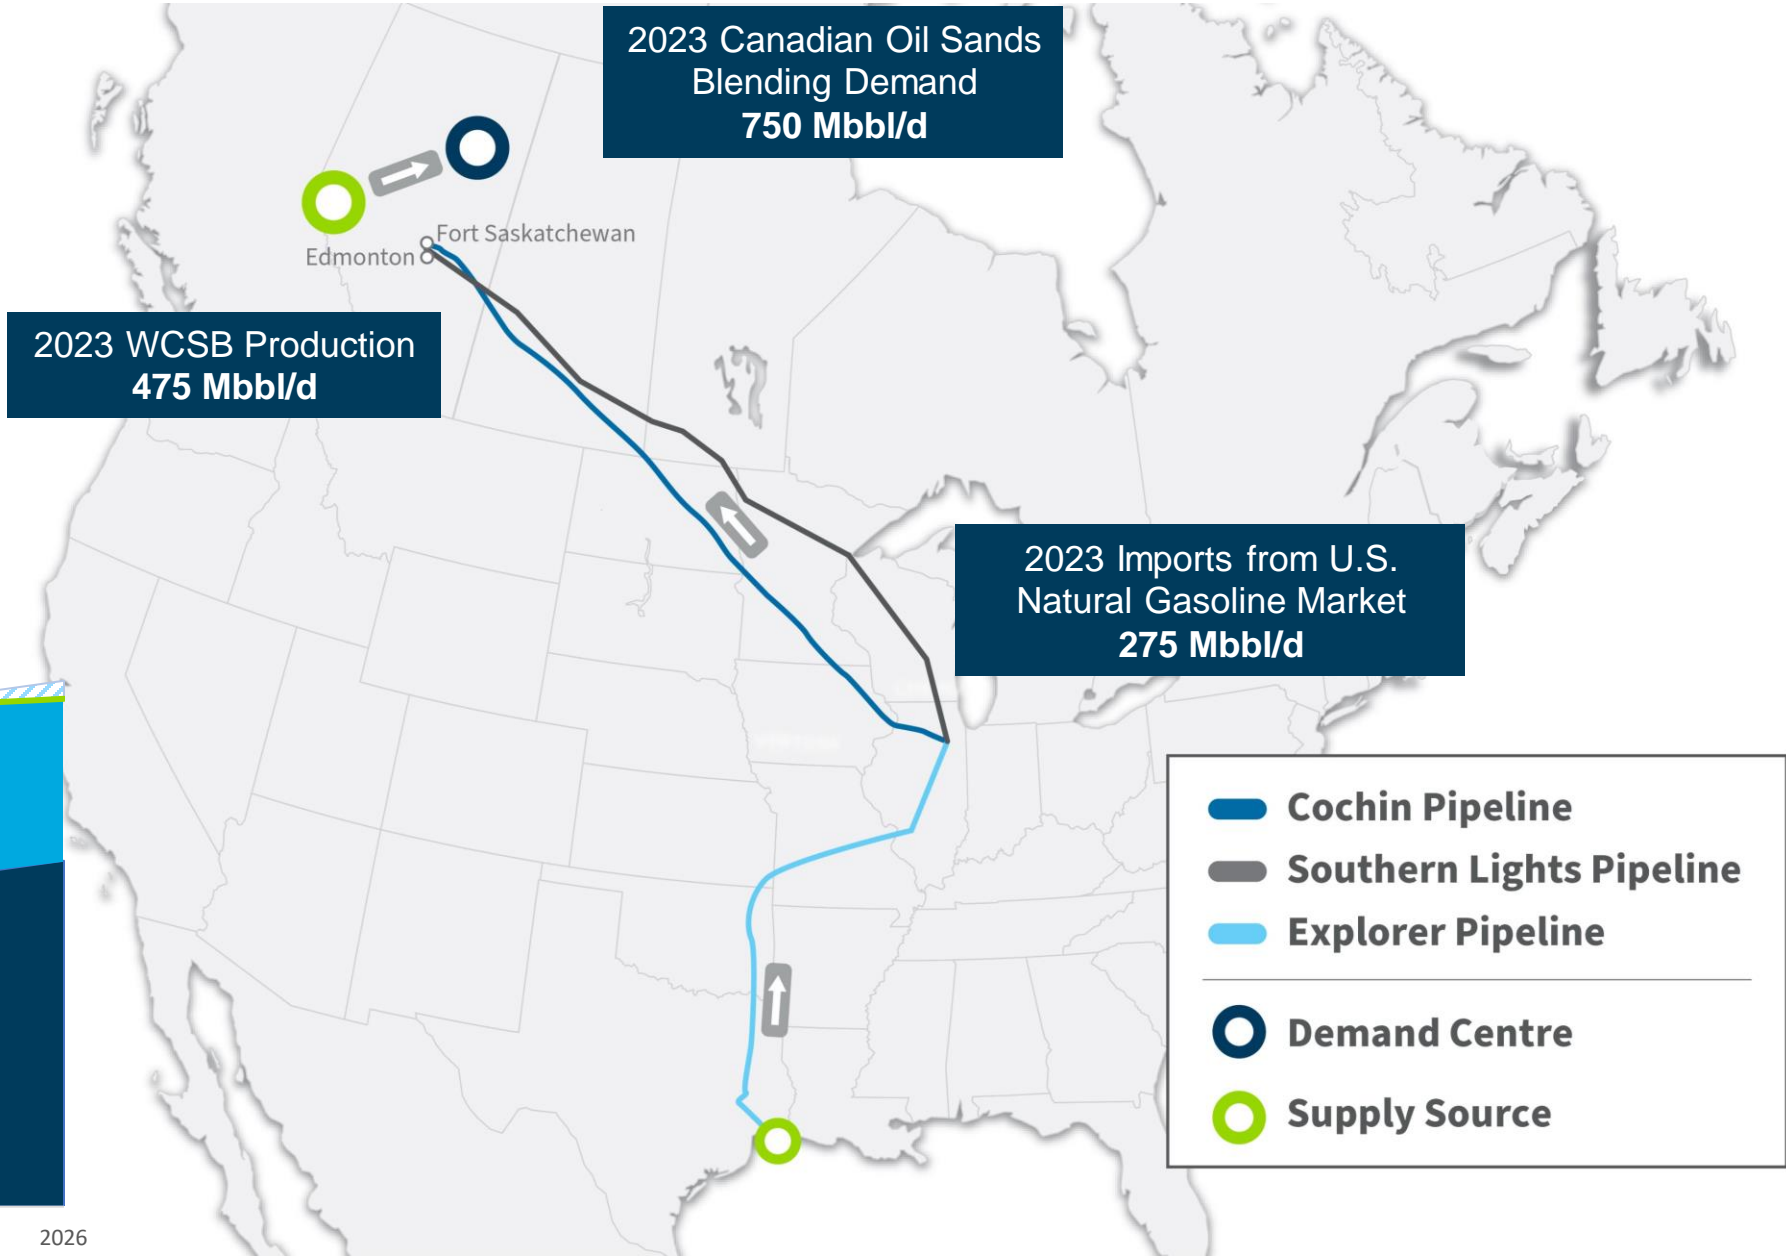 2023 Canadian Oil Sands
Blending Demand
750 Mbbl/d
Fort Saskatchewan
Edmonton
2023 WCSB Production
475 Mbbl/d
2023 Imports from U.S.
Natural Gasoline Market
275 Mbbl/d
Cochin Pipeline
Southern Lights Pipeline
Explorer Pipeline
Demand Centre
Supply Source
2026